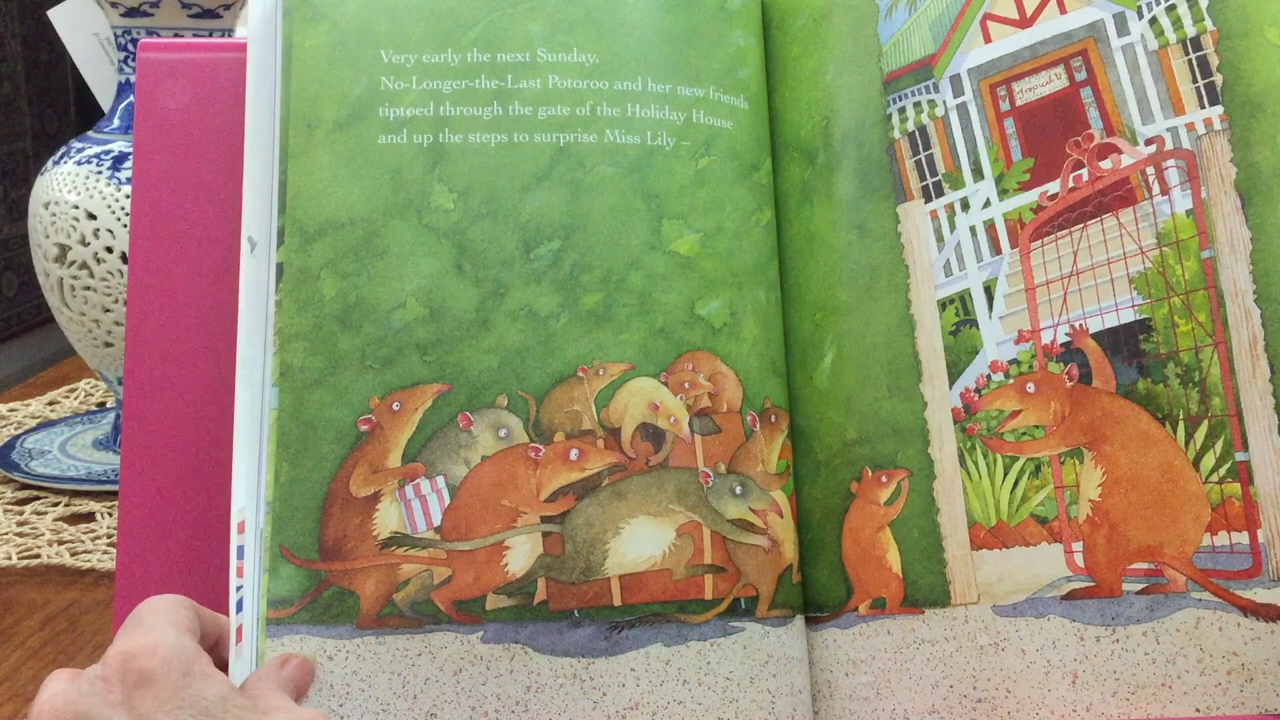 Very early the next Sunday,
No-Longer-the-Last Potoroo and her new friends
tiptoed through the gate of the Holiday House
and up the steps to surprise Miss Lily –